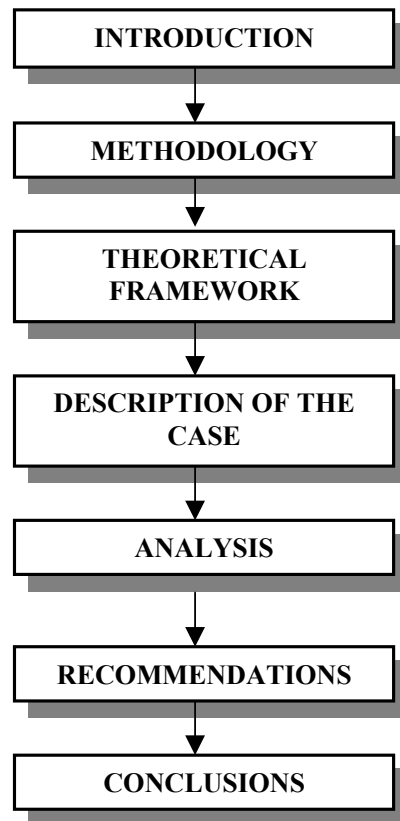 INTRODUCTION
METHODOLOGY
THEORETICAL
FRAMEWORK
DESCRIPTION OF THE
CASE
ANALYSIS
RECOMMENDATIONS
CONCLUSIONS